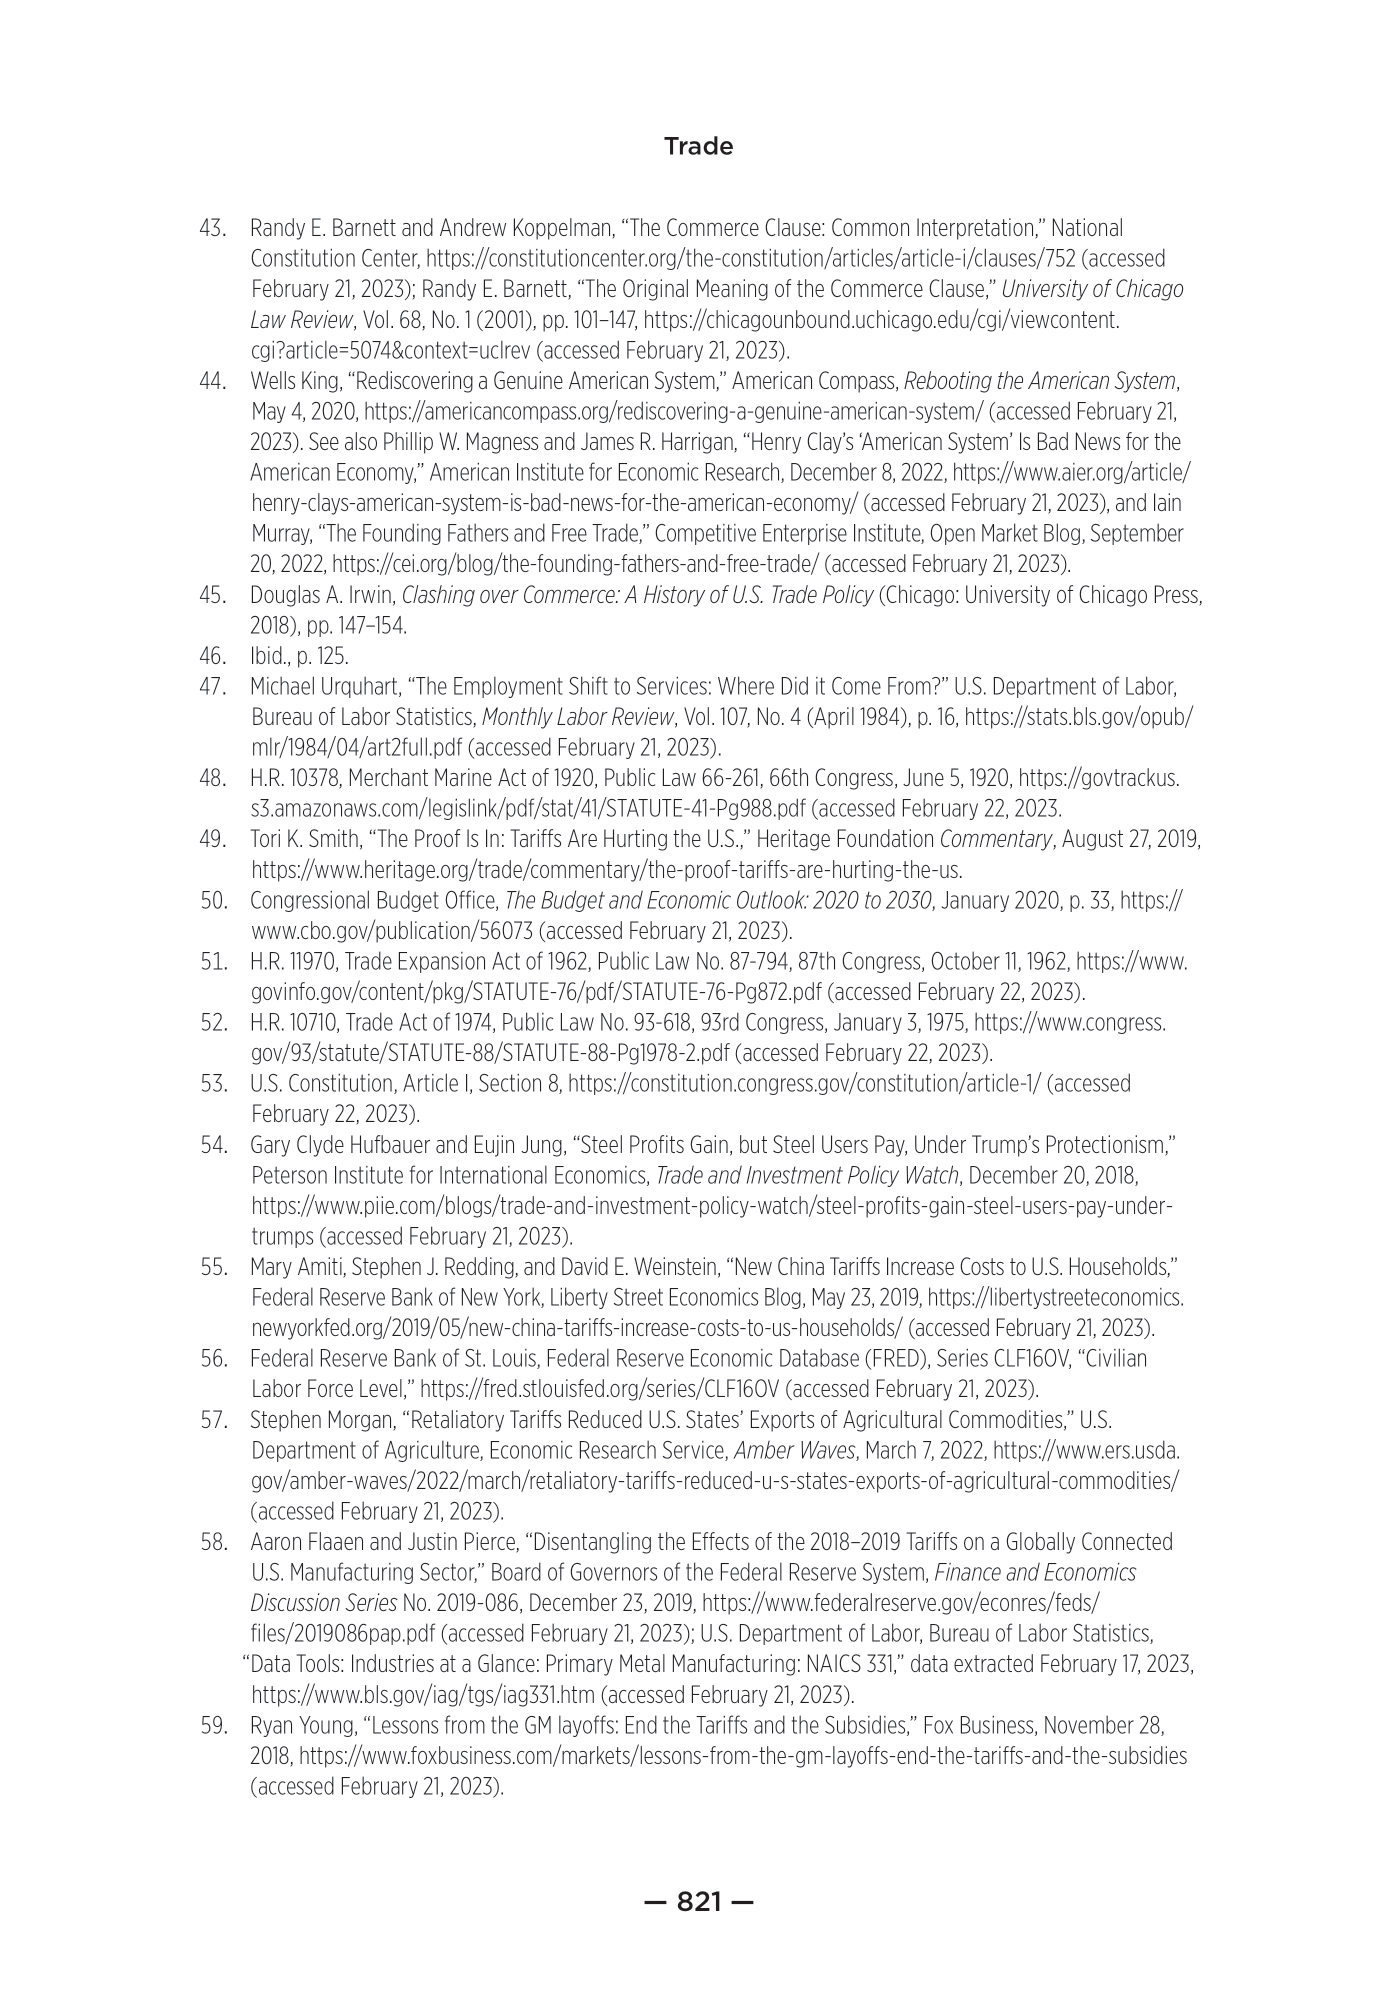 Trade
43. Randy E. Barnett and Andrew Koppelman, “The Commerce Clause: Common Interpretation,” National
Constitution Center, https://constitutioncenter.org/the-constitution/articles/article-i/clauses/752 (accessed
February 21, 2023); Randy E. Barnett, “The Original Meaning of the Commerce Clause,” University of Chicago
Law Review, Vol. 68, No. 1 (2001), pp. 101–147, https://chicagounbound.uchicago.edu/cgi/viewcontent.
cgi?article=5074&context=uclrev (accessed February 21, 2023).
44. Wells King, “Rediscovering a Genuine American System,” American Compass, Rebooting the American System,
May 4, 2020, https://americancompass.org/rediscovering-a-genuine-american-system/ (accessed February 21,
2023). See also Phillip W. Magness and James R. Harrigan, “Henry Clay’s ‘American System’ Is Bad News for the
American Economy,” American Institute for Economic Research, December 8, 2022, https://www.aier.org/article/
henry-clays-american-system-is-bad-news-for-the-american-economy/ (accessed February 21, 2023), and Iain
Murray, “The Founding Fathers and Free Trade,” Competitive Enterprise Institute, Open Market Blog, September
20, 2022, https://cei.org/blog/the-founding-fathers-and-free-trade/ (accessed February 21, 2023).
45. Douglas A. Irwin, Clashing over Commerce: A History of U.S. Trade Policy (Chicago: University of Chicago Press,
2018), pp. 147–154.
46. Ibid., p. 125.
47. Michael Urquhart, “The Employment Shift to Services: Where Did it Come From?” U.S. Department of Labor,
Bureau of Labor Statistics, Monthly Labor Review, Vol. 107, No. 4 (April 1984), p. 16, https://stats.bls.gov/opub/
mlr/1984/04/art2full.pdf (accessed February 21, 2023).
48. H.R. 10378, Merchant Marine Act of 1920, Public Law 66-261, 66th Congress, June 5, 1920, https://govtrackus.
s3.amazonaws.com/legislink/pdf/stat/41/STATUTE-41-Pg988.pdf (accessed February 22, 2023.
49. Tori K. Smith, “The Proof Is In: Tariffs Are Hurting the U.S.,” Heritage Foundation Commentary, August 27, 2019,
https://www.heritage.org/trade/commentary/the-proof-tariffs-are-hurting-the-us.
50. Congressional Budget Office, The Budget and Economic Outlook: 2020 to 2030, January 2020, p. 33, https://
www.cbo.gov/publication/56073 (accessed February 21, 2023).
51. H.R. 11970, Trade Expansion Act of 1962, Public Law No. 87-794, 87th Congress, October 11, 1962, https://www.
govinfo.gov/content/pkg/STATUTE-76/pdf/STATUTE-76-Pg872.pdf (accessed February 22, 2023).
52. H.R. 10710, Trade Act of 1974, Public Law No. 93-618, 93rd Congress, January 3, 1975, https://www.congress.
gov/93/statute/STATUTE-88/STATUTE-88-Pg1978-2.pdf (accessed February 22, 2023).
53. U.S. Constitution, Article I, Section 8, https://constitution.congress.gov/constitution/article-1/ (accessed
February 22, 2023).
54. Gary Clyde Hufbauer and Eujin Jung, “Steel Profits Gain, but Steel Users Pay, Under Trump’s Protectionism,”
Peterson Institute for International Economics, Trade and Investment Policy Watch, December 20, 2018,
https://www.piie.com/blogs/trade-and-investment-policy-watch/steel-profits-gain-steel-users-pay-under-
trumps (accessed February 21, 2023).
55. Mary Amiti, Stephen J. Redding, and David E. Weinstein, “New China Tariffs Increase Costs to U.S. Households,”
Federal Reserve Bank of New York, Liberty Street Economics Blog, May 23, 2019, https://libertystreeteconomics.
newyorkfed.org/2019/05/new-china-tariffs-increase-costs-to-us-households/ (accessed February 21, 2023).
56. Federal Reserve Bank of St. Louis, Federal Reserve Economic Database (FRED), Series CLF16OV, “Civilian
Labor Force Level,” https://fred.stlouisfed.org/series/CLF16OV (accessed February 21, 2023).
57. Stephen Morgan, “Retaliatory Tariffs Reduced U.S. States’ Exports of Agricultural Commodities,” U.S.
Department of Agriculture, Economic Research Service, Amber Waves, March 7, 2022, https://www.ers.usda.
gov/amber-waves/2022/march/retaliatory-tariffs-reduced-u-s-states-exports-of-agricultural-commodities/
(accessed February 21, 2023).
58. Aaron Flaaen and Justin Pierce, “Disentangling the Effects of the 2018–2019 Tariffs on a Globally Connected
U.S. Manufacturing Sector,” Board of Governors of the Federal Reserve System, Finance and Economics
Discussion Series No. 2019-086, December 23, 2019, https://www.federalreserve.gov/econres/feds/
files/2019086pap.pdf (accessed February 21, 2023); U.S. Department of Labor, Bureau of Labor Statistics,
“Data Tools: Industries at a Glance: Primary Metal Manufacturing: NAICS 331,” data extracted February 17, 2023,
https://www.bls.gov/iag/tgs/iag331.htm (accessed February 21, 2023).
59. Ryan Young, “Lessons from the GM layoffs: End the Tariffs and the Subsidies,” Fox Business, November 28,
2018, https://www.foxbusiness.com/markets/lessons-from-the-gm-layoffs-end-the-tariffs-and-the-subsidies
(accessed February 21, 2023).
— 821 —